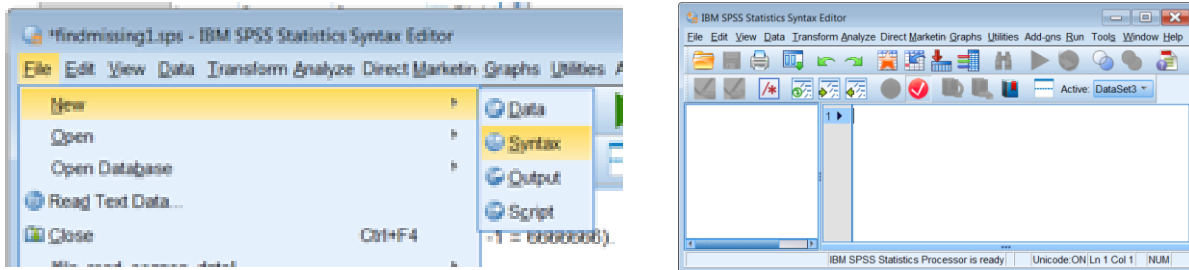 *findmissing1.sps - IBM SPSS Statistics Syntax Editor
File Edit View Data Transform Analyze Direct Marketin Graphs Utilities A
New
Data
Open
Syntax
Open Database
Output
Read Text Data...
Script
Close Ctrl+F4
-1 = 6666666).
IBM SPSS Statistics Syntax Editor
File Edit View Data Transform Analyze Direct Marketin Graphs Utilities Add-ons Run Tools Window Help
Active: DataSet3
1
IBM SPSS Statistics Processor is ready Unicode:ON Ln 1 Col 1 NUM